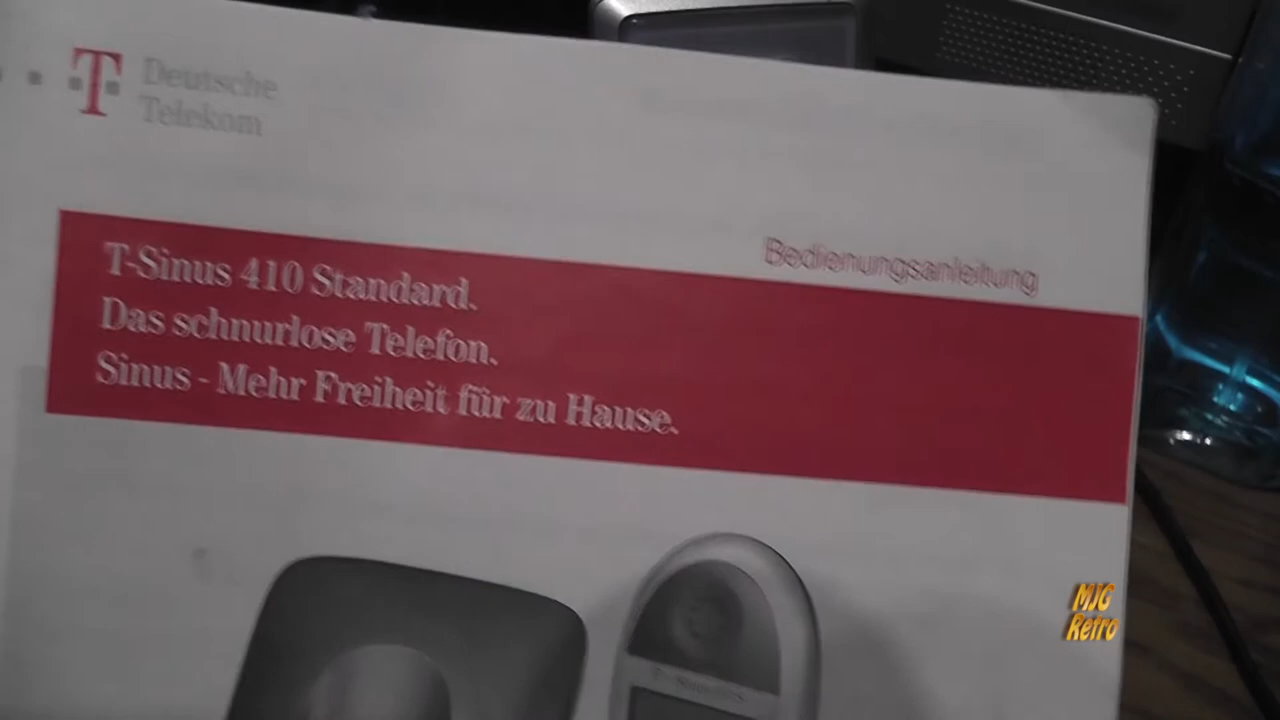 T Deutsche
Telekom
Bedienungsanleitung
T-Sinus 410 Standard.
Das schnurlose Telefon.
Sinus - Mehr Freiheit für zu Hause.
MJG
Retro